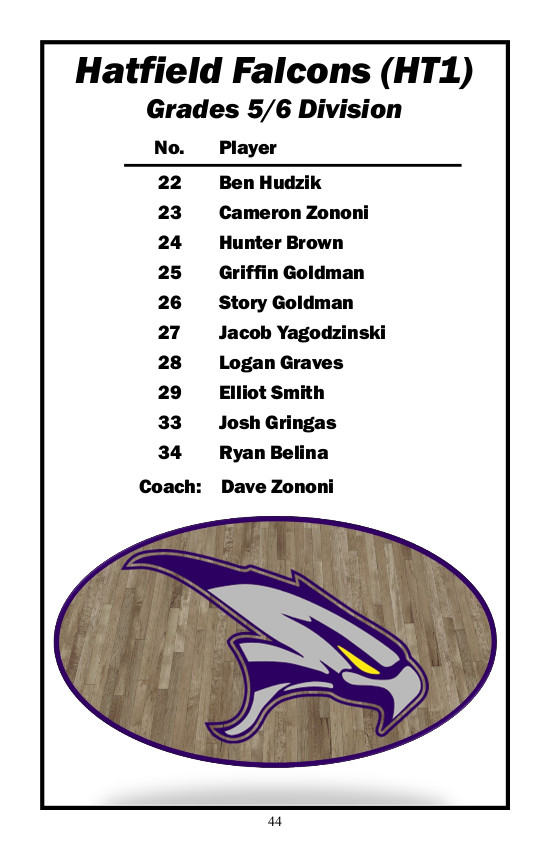 Hatfield Falcons (HT1)
Grades 5/6 Division
No. Player
22 Ben Hudzik
23 Cameron Zononi
24 Hunter Brown
25 Griffin Goldman
26 Story Goldman
27 Jacob Yagodzinski
28 Logan Graves
29 Elliot Smith
33 Josh Gringas
34 Ryan Belina
Coach: Dave Zononi
44